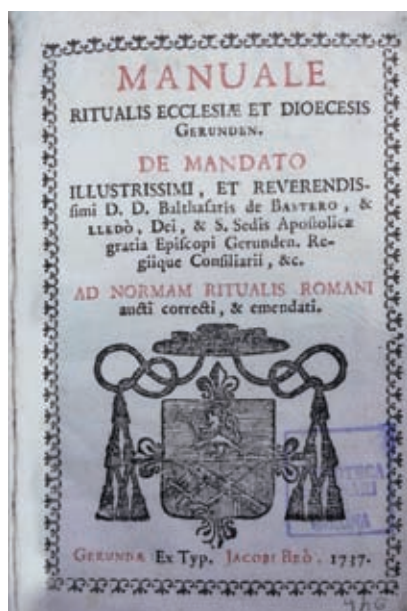 MANUALE
RITUALIS ECCLESIÆ ET DIOECESIS
GERUNDEN.
DE MANDATO
ILLUSTRISSIMI, ET REVERENDIS-
ſimi D. D. Balthaſaris de BASTERO, &
LLEDÒ, Dei, & S. Sedis Apoſtolicæ
gratia Epiſcopi Gerunden. Re-
giique Conſiliarii, &c.
AD NORMAM RITUALIS ROMANI
aucti correcti, & emendati.
GERUNDÆ Ex Typ. JACOBI BRÒ. 1737.